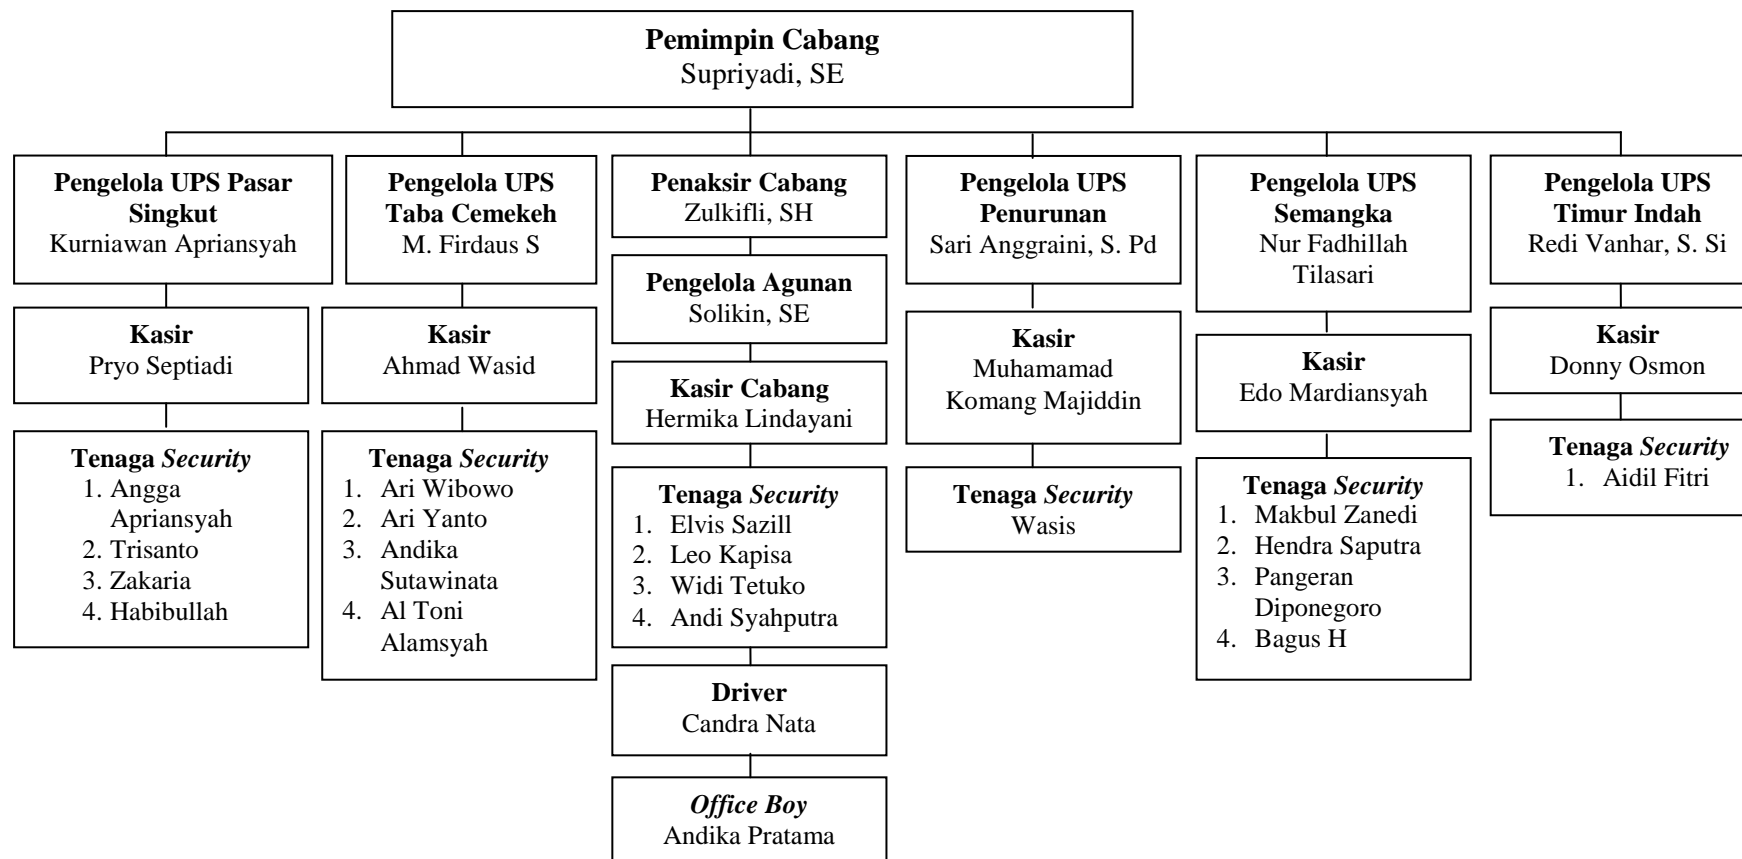 Pemimpin Cabang
Supriyadi, SE
Pengelola UPS Pasar
Singkut
Kurniawan Apriansyah
Kasir
Pryo Septiadi
Tenaga Security
1. Angga
Apriansyah
2. Trisanto
3. Zakaria
4. Habibullah
Pengelola UPS
Taba Cemekeh
M. Firdaus S
Kasir
Ahmad Wasid
Tenaga Security
1. Ari Wibowo
2. Ari Yanto
3. Andika
Sutawinata
4. Al Toni
Alamsyah
Penaksir Cabang
Zulkifli, SH
Pengelola Agunan
Solikin, SE
Kasir Cabang
Hermika Lindayani
Tenaga Security
1. Elvis Sazill
2. Leo Kapisa
3. Widi Tetuko
4. Andi Syahputra
Driver
Candra Nata
Office Boy
Andika Pratama
Pengelola UPS
Penurunan
Sari Anggraini, S. Pd
Kasir
Muhamamad
Komang Majiddin
Tenaga Security
Wasis
Pengelola UPS
Semangka
Nur Fadhillah
Tilasari
Kasir
Edo Mardiansyah
Tenaga Security
1. Makbul Zanedi
2. Hendra Saputra
3. Pangeran
Diponegoro
4. Bagus H
Pengelola UPS
Timur Indah
Redi Vanhar, S. Si
Kasir
Donny Osmon
Tenaga Security
1. Aidil Fitri